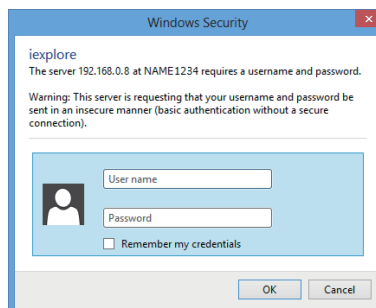 Windows Security
x
iexplore
The server 192.168.0.8 at NAME1234 requires a username and password.
Warning: This server is requesting that your username and password be
sent in an insecure manner (basic authentication without a secure
connection).
User name
Password
Remember my credentials
OK Cancel